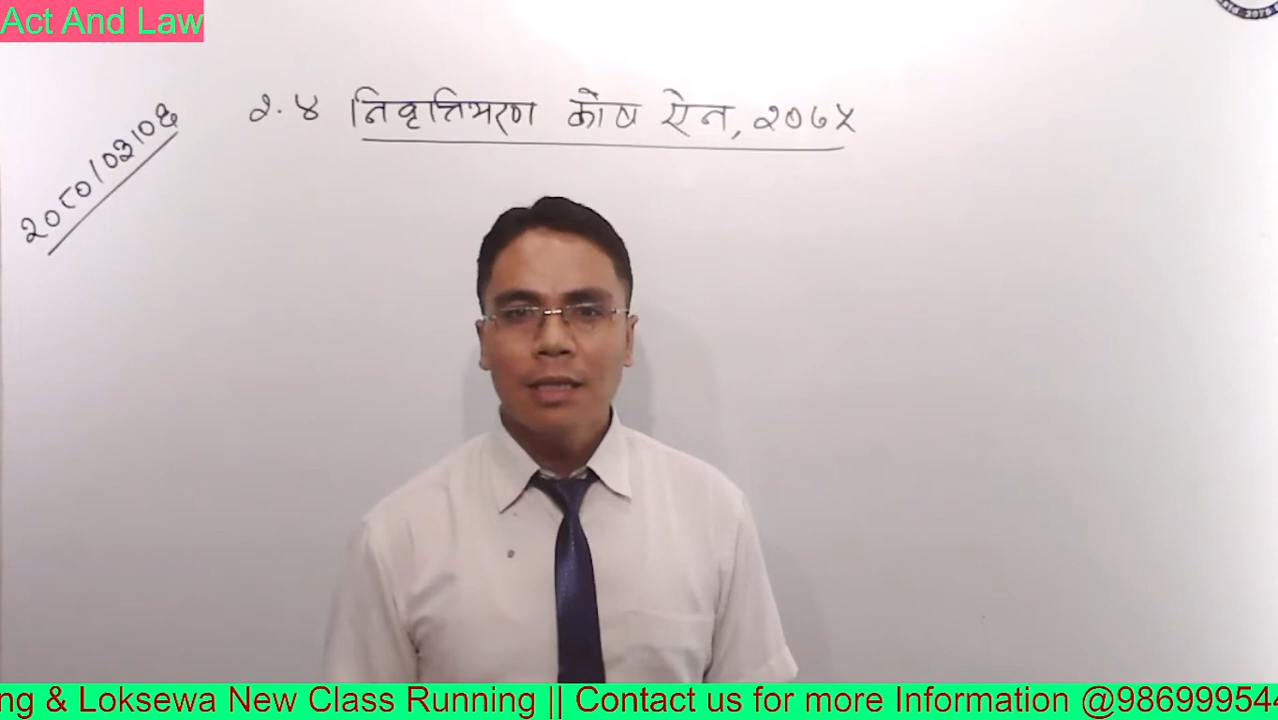 Act And Law
२०८०/०३/०६
२.४ निवृत्तिभरण कोष ऐन, २०७५
ng & Loksewa New Class Running || Contact us for more Information @986999544